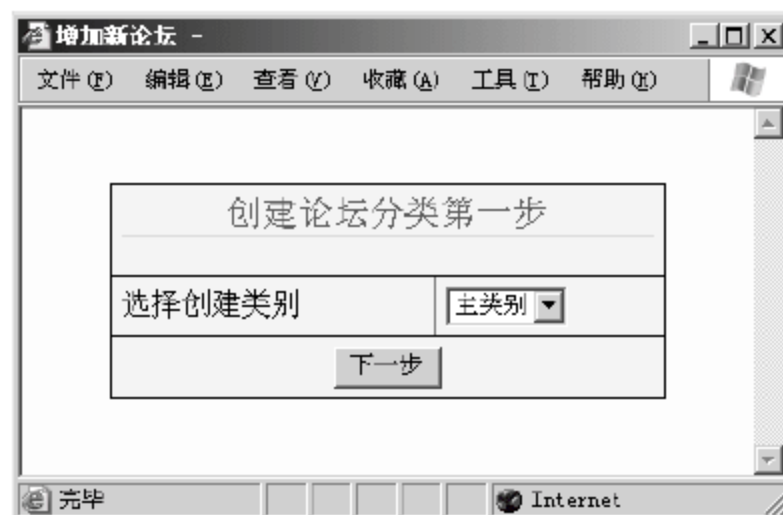 增加新论坛 -
文件(F) 编辑(E) 查看(V) 收藏(A) 工具(T) 帮助(H)
创建论坛分类第一步
选择创建类别 主类别
下一步
完毕 Internet